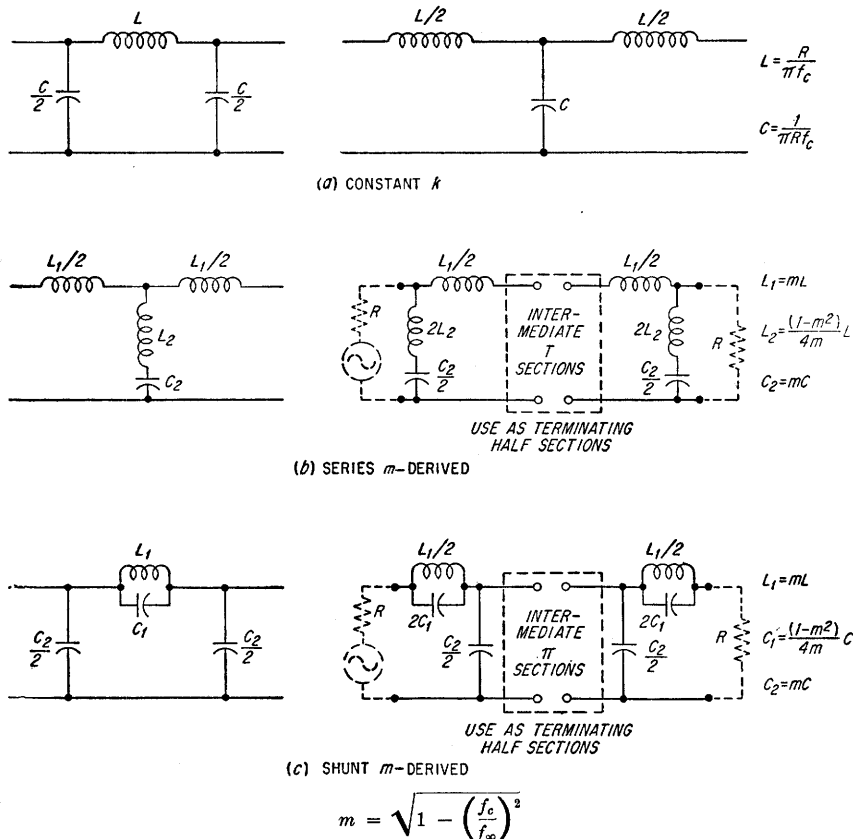 L
L/2 L/2
C/2 C/2
C
L = R/πf_c
C = 1/πRf_c
(a) CONSTANT k
L₁/2 L₁/2
L₂
C₂
L₁/2 L₁/2
R
2L₂
C₂/2
INTER-
MEDIATE
T
SECTIONS
2L₂
C₂/2
R
L₁=mL
L₂=(1-m²)/4m L
C₂=mC
USE AS TERMINATING
HALF SECTIONS
(b) SERIES m-DERIVED
L₁
C₁
C₂/2 C₂/2
L₁/2 L₁/2
R
2C₁
C₂/2
INTER-
MEDIATE
π
SECTIONS
2C₁
C₂/2
R
L₁=mL
C₁=(1-m²)/4m C
C₂=mC
USE AS TERMINATING
HALF SECTIONS
(c) SHUNT m-DERIVED
m = √(1 − (f_c/f_∞)²)